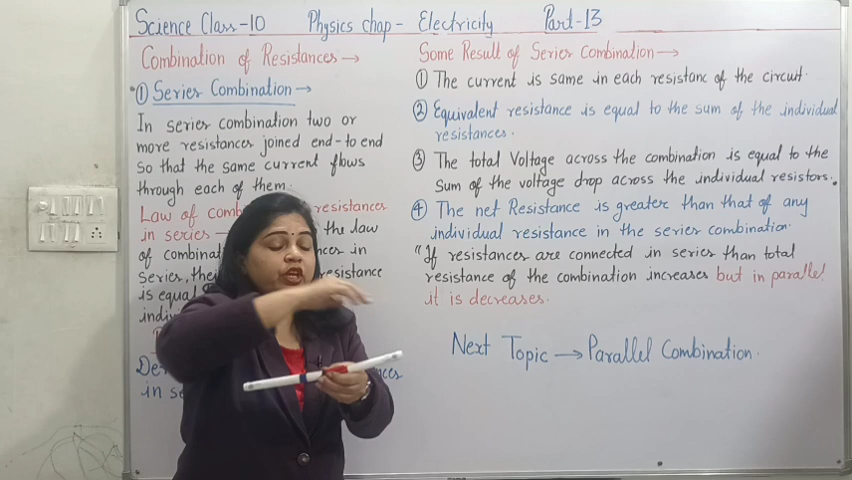 Science Class-10 Physics chap- Electricity Part-13
Combination of Resistances →
① Series Combination →
In series combination two or
more resistances joined end-to end
so that the same current flows
through each of them.
Law of comb resistances
in series the law
of combinat nces in
series, the resistance
is equal
indi
De nces
in se
Some Result of Series Combination →
① The current is same in each resistanc of the circuit.
② Equivalent resistance is equal to the sum of the individual
resistances.
③ The total Voltage across the combination is equal to the
Sum of the voltage drop across the individual resistors.
④ The net Resistance is greater than that of any
individual resistance in the series combination.
"If resistances are connected in series than total
resistance of the combination increases but in parallel
it is decreases.
Next Topic → Parallel Combination.